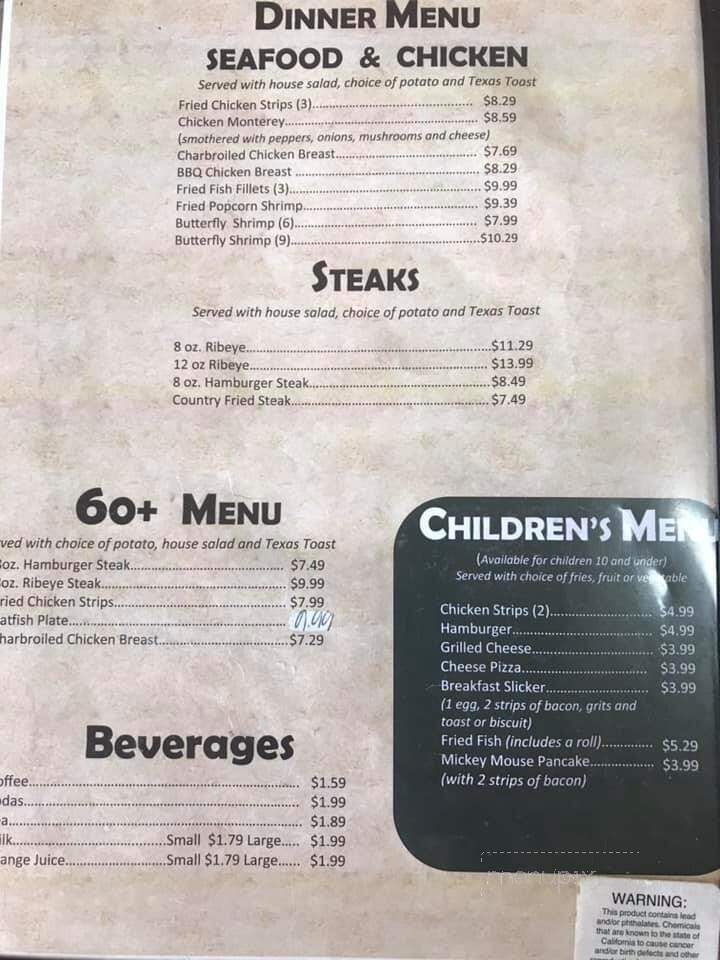 DINNER MENU
SEAFOOD & CHICKEN
Served with house salad, choice of potato and Texas Toast
Fried Chicken Strips (3)........ $8.29
Chicken Monterey........ $8.59
(smothered with peppers, onions, mushrooms and cheese)
Charbroiled Chicken Breast........ $7.69
BBQ Chicken Breast ........ $8.29
Fried Fish Fillets (3)........ $9.99
Fried Popcorn Shrimp........ $9.39
Butterfly Shrimp (6)........ $7.99
Butterfly Shrimp (9)........$10.29
STEAKS
Served with house salad, choice of potato and Texas Toast
8 oz. Ribeye........$11.29
12 oz Ribeye........ $13.99
8 oz. Hamburger Steak........$8.49
Country Fried Steak........ $7.49
60+ MENU
ved with choice of potato, house salad and Texas Toast
oz. Hamburger Steak........ $7.49
oz. Ribeye Steak........ $9.99
ried Chicken Strips........ $7.99
atfish Plate........ 9.99
harbroiled Chicken Breast........ $7.29
Beverages
offee........ $1.59
das........ $1.99
a........ $1.89
ilk........Small $1.79 Large..... $1.99
ange Juice........Small $1.79 Large...... $1.99
CHILDREN'S MENU
(Available for children 10 and under)
Served with choice of fries, fruit or vegetable
Chicken Strips (2)........ $4.99
Hamburger........ $4.99
Grilled Cheese........ $3.99
Cheese Pizza........ $3.99
Breakfast Slicker........ $3.99
(1 egg, 2 strips of bacon, grits and
toast or biscuit)
Fried Fish (includes a roll)........ $5.29
Mickey Mouse Pancake........ $3.99
(with 2 strips of bacon)
WARNING:
This product contains lead
and/or phthalates. Chemicals
that are known to the state of
California to cause cancer
and/or birth defects and other